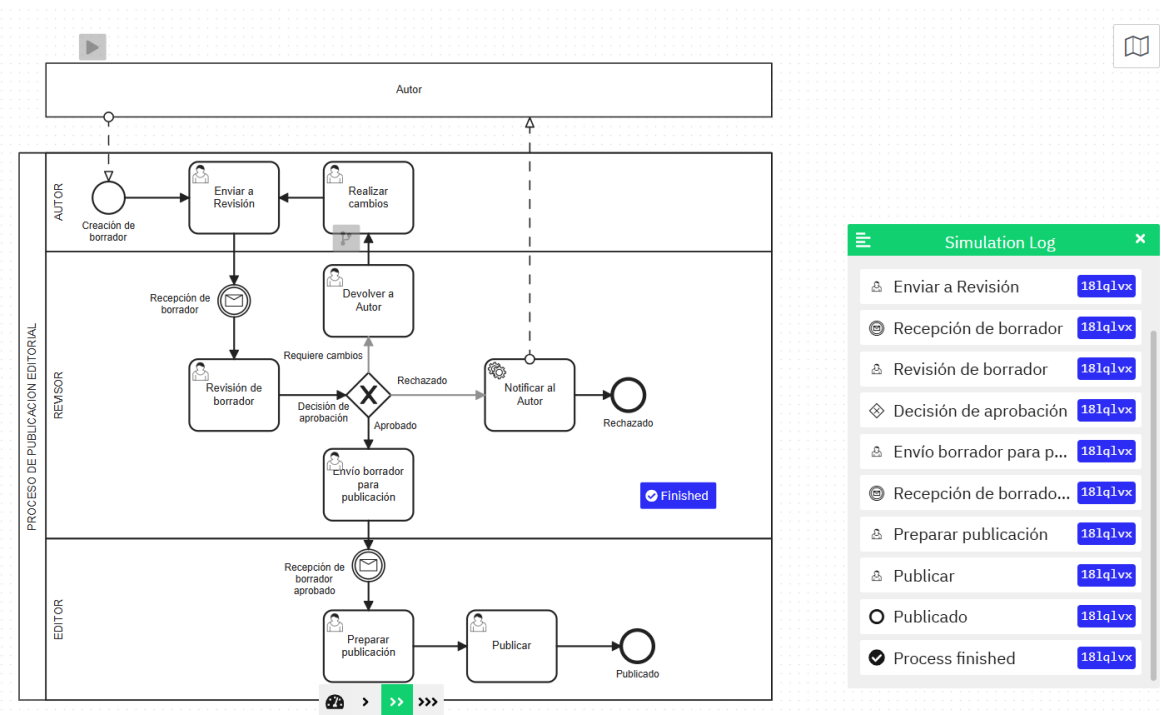 Autor
PROCESO DE PUBLICACION EDITORIAL
AUTOR
Creación de
borrador
Enviar a
Revisión
Realizar
cambios
REVISOR
Recepción de
borrador
Devolver a
Autor
Requiere cambios
Revisión de
borrador
Decisión de
aprobación
Rechazado
Aprobado
Notificar al
Autor
Rechazado
Envío borrador
para
publicación
Finished
EDITOR
Recepción de
borrador
aprobado
Preparar
publicación
Publicar
Publicado
Simulation Log
Enviar a Revisión 18lqlvx
Recepción de borrador 18lqlvx
Revisión de borrador 18lqlvx
Decisión de aprobación 18lqlvx
Envío borrador para p... 18lqlvx
Recepción de borrado... 18lqlvx
Preparar publicación 18lqlvx
Publicar 18lqlvx
Publicado 18lqlvx
Process finished 18lqlvx